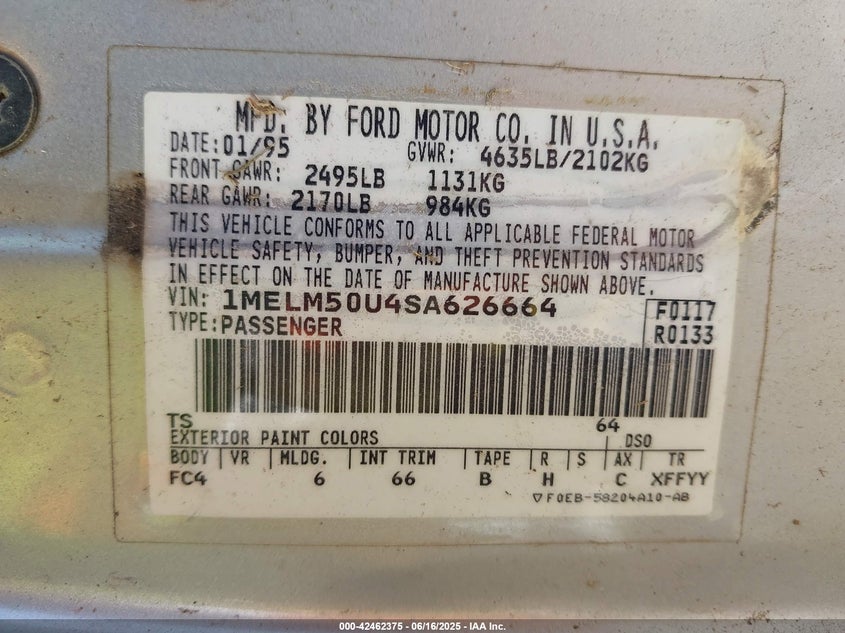 MFD. BY FORD MOTOR CO. IN U.S.A.
DATE: 01/95 GVWR: 4635LB/2102KG
FRONT GAWR: 2495LB 1131KG
REAR GAWR: 2170LB 984KG
THIS VEHICLE CONFORMS TO ALL APPLICABLE FEDERAL MOTOR
VEHICLE SAFETY, BUMPER, AND THEFT PREVENTION STANDARDS
IN EFFECT ON THE DATE OF MANUFACTURE SHOWN ABOVE.
VIN: 1MELM50U4SA626664 F0117
TYPE: PASSENGER R0133
TS 64
EXTERIOR PAINT COLORS DSO
BODY VR MLDG. INT TRIM TAPE R S AX TR
FC4 6 66 B H C XFFYY
F0EB-58204A10-AB
000-42462375 - 06/16/2025 - IAA Inc.